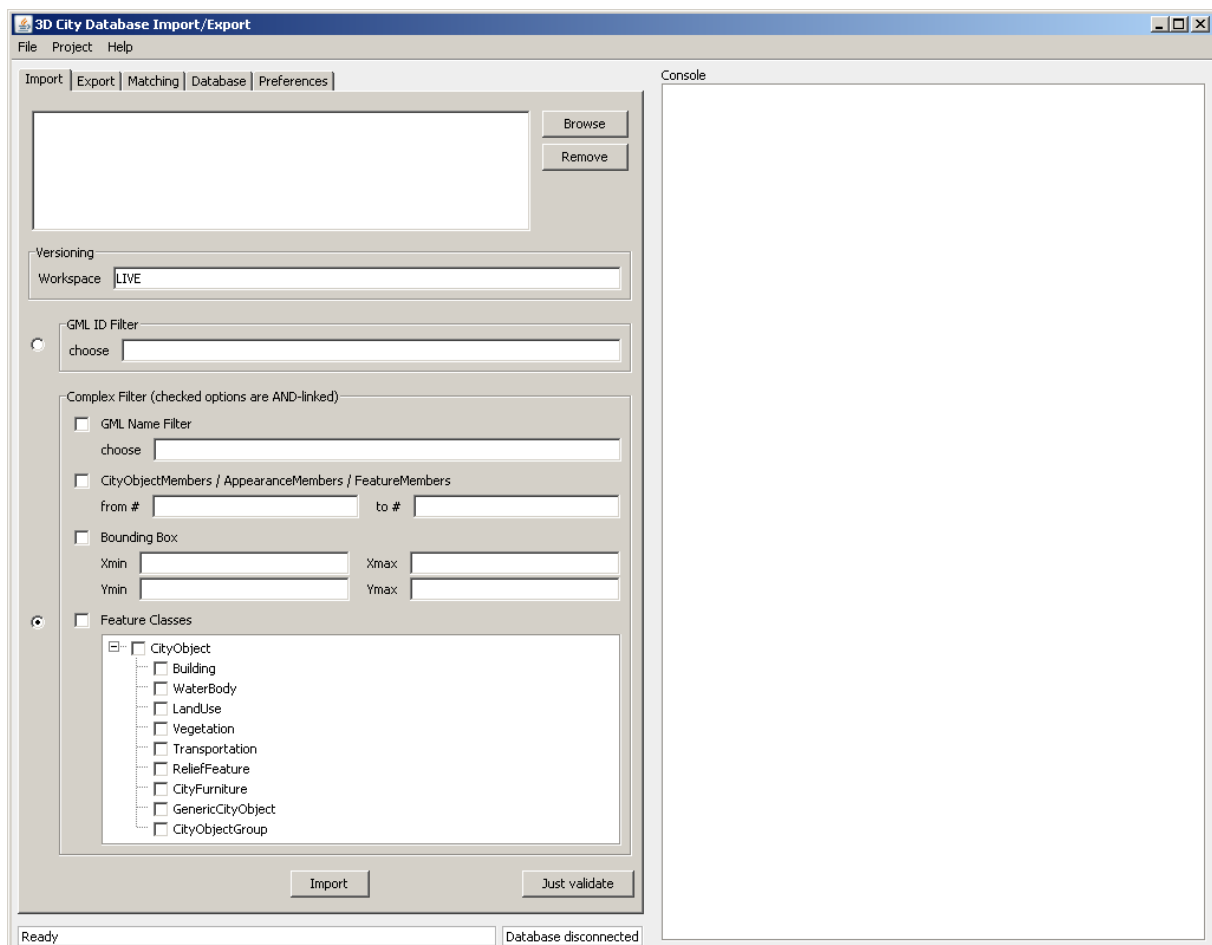 3D City Database Import/Export
File Project Help
Import Export Matching Database Preferences
Console
Browse
Remove
Versioning
Workspace LIVE
GML ID Filter
choose
Complex Filter (checked options are AND-linked)
GML Name Filter
choose
CityObjectMembers / AppearanceMembers / FeatureMembers
from # to #
Bounding Box
Xmin Xmax
Ymin Ymax
Feature Classes
CityObject
Building
WaterBody
LandUse
Vegetation
Transportation
ReliefFeature
CityFurniture
GenericCityObject
CityObjectGroup
Import Just validate
Ready Database disconnected